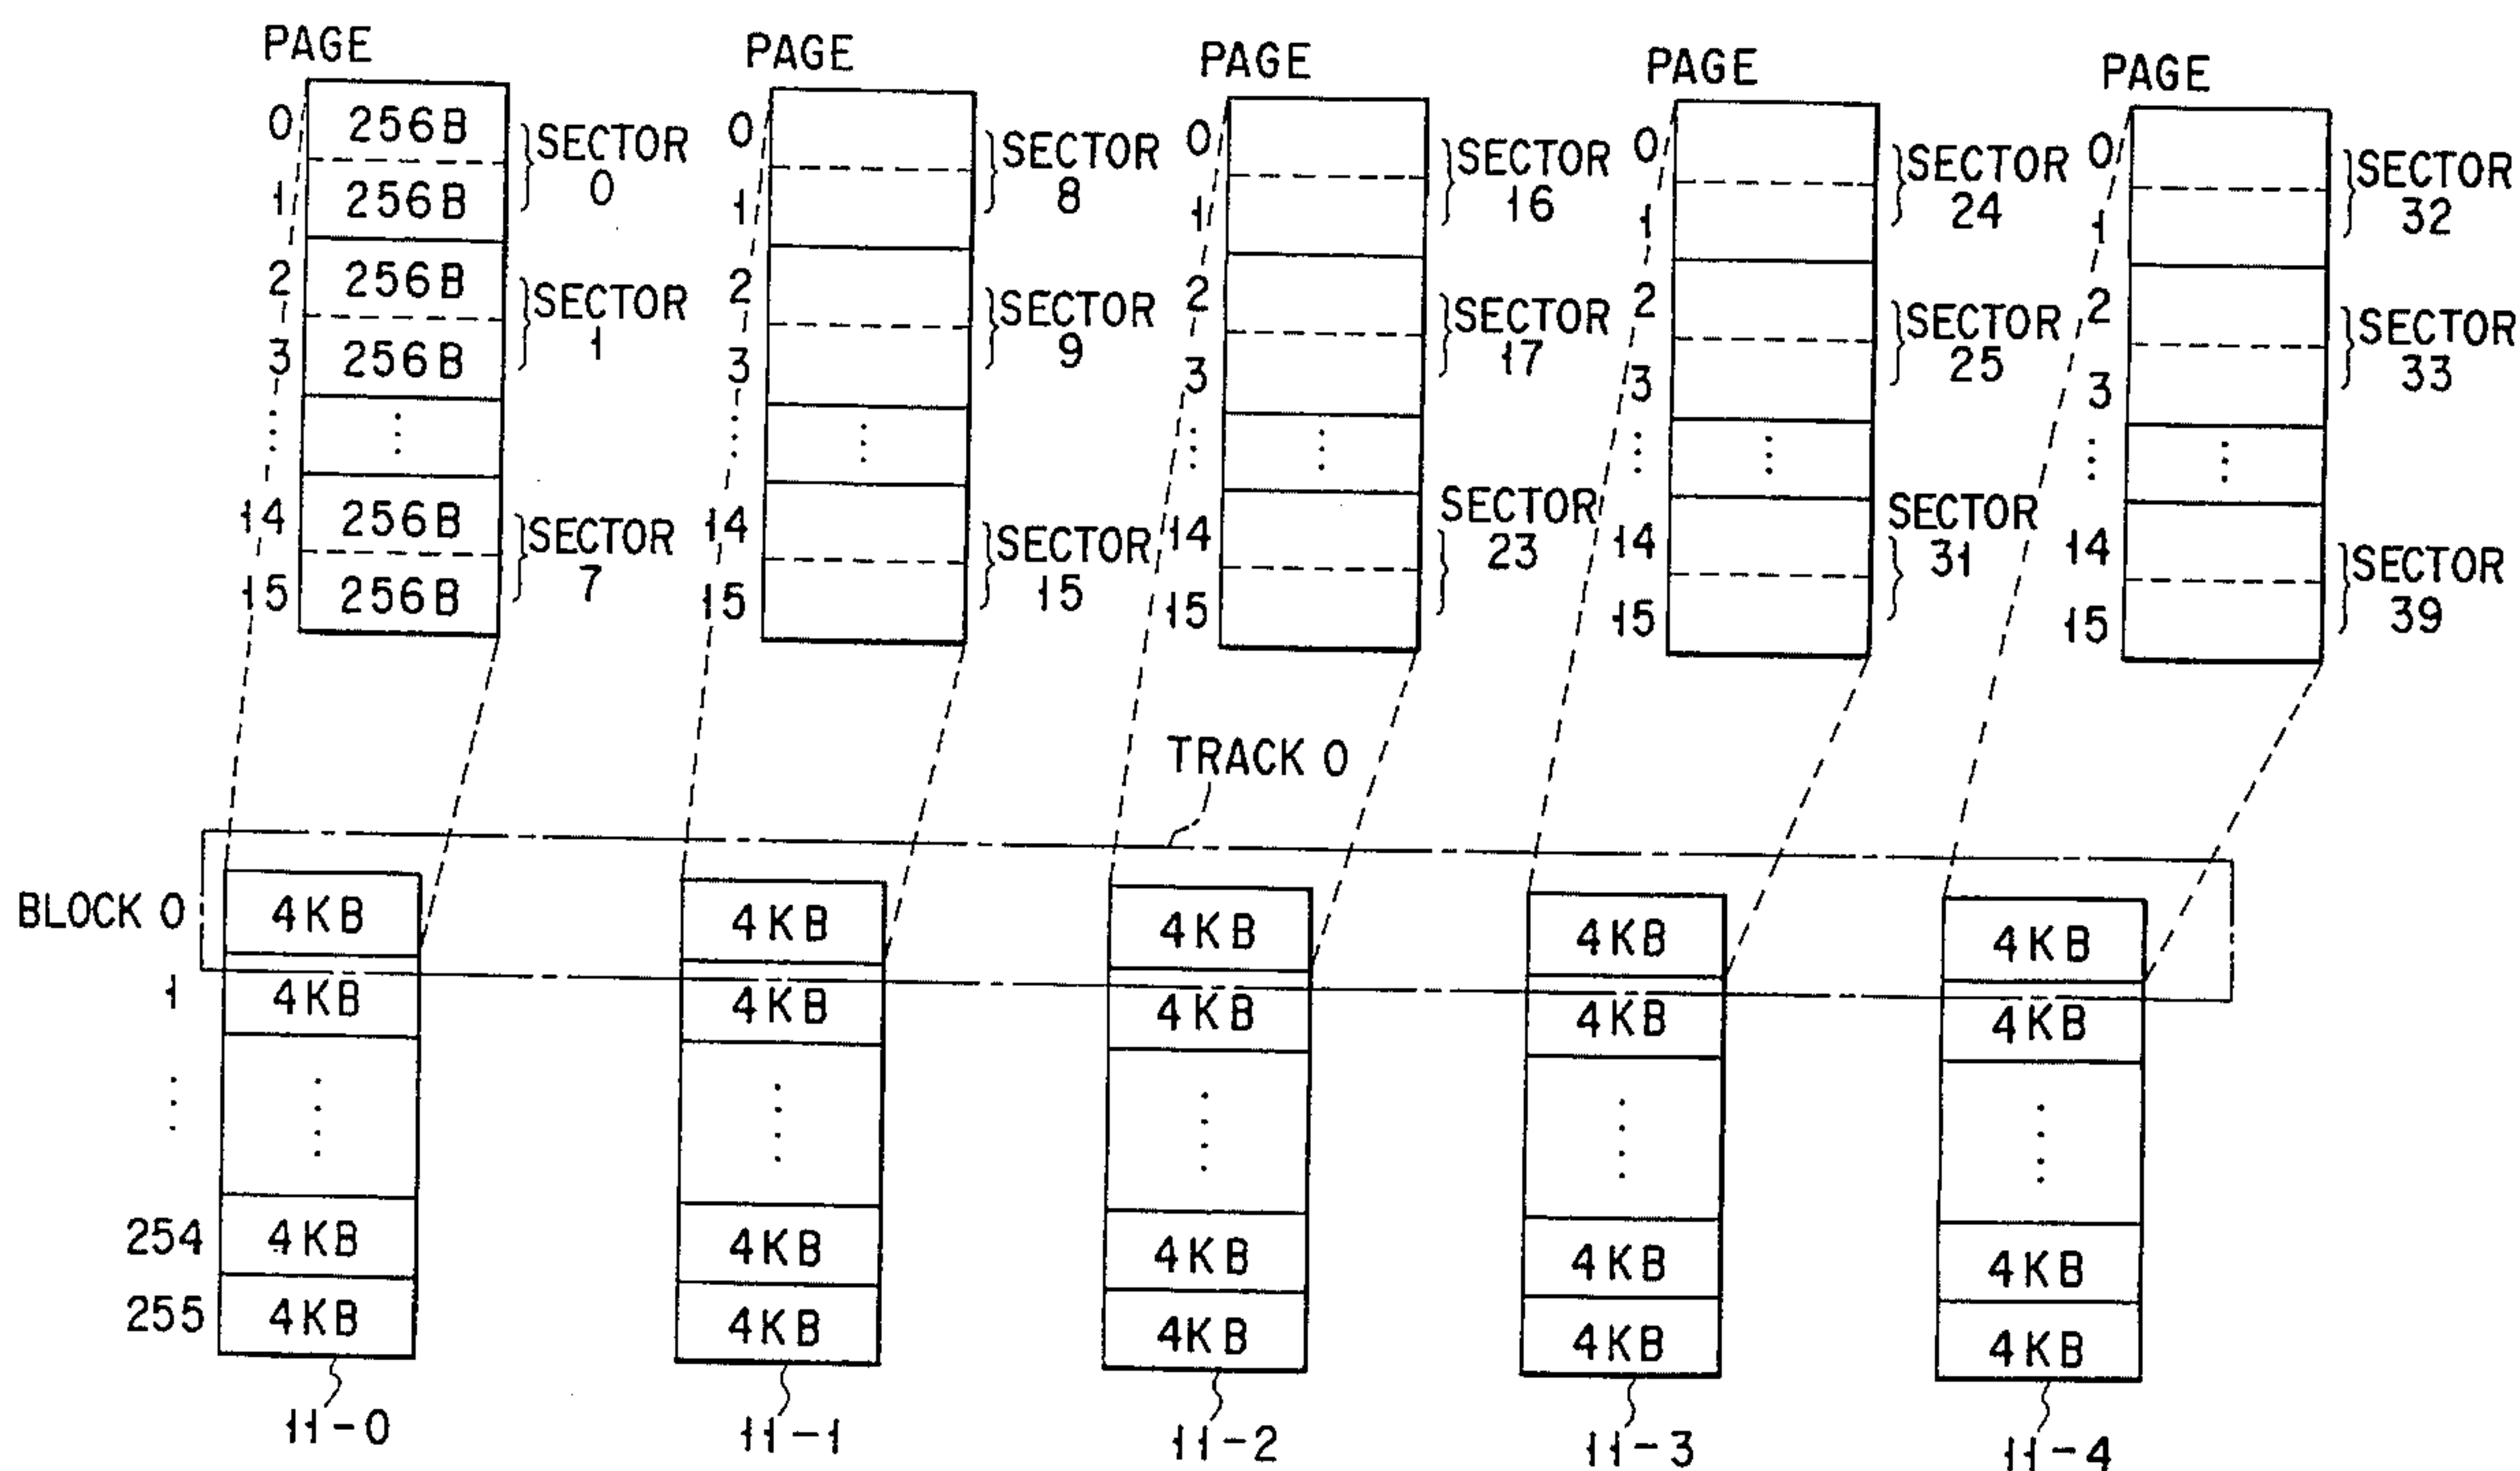 PAGE
0 256B
1 256B
SECTOR
0
2 256B
3 256B
SECTOR
1
14 256B
15 256B
SECTOR
7
PAGE
0
1
SECTOR
8
2
3
SECTOR
9
14
15
SECTOR
15
PAGE
0
1
SECTOR
16
2
3
SECTOR
17
14
15
SECTOR
23
PAGE
0
1
SECTOR
24
2
3
SECTOR
25
14
15
SECTOR
31
PAGE
0
1
SECTOR
32
2
3
SECTOR
33
14
15
SECTOR
39
TRACK 0
BLOCK 0 4KB 4KB 4KB 4KB 4KB
1 4KB 4KB 4KB 4KB 4KB
254 4KB 4KB 4KB 4KB 4KB
255 4KB 4KB 4KB 4KB 4KB
11-0 11-1 11-2 11-3 11-4